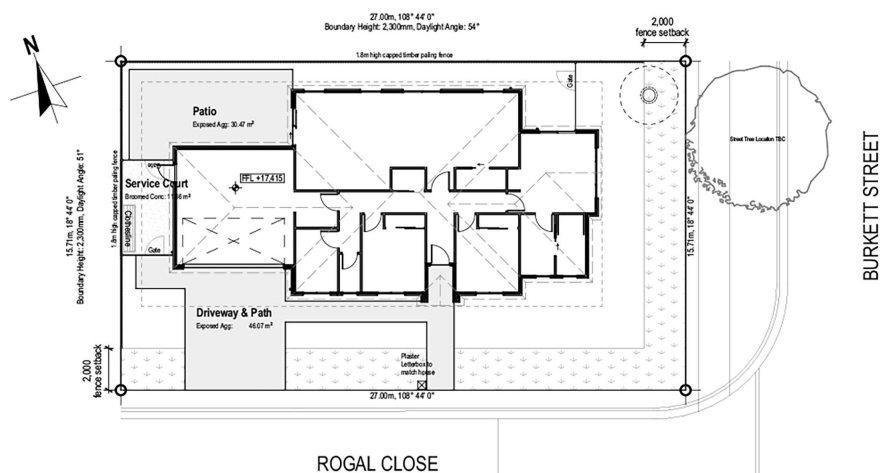 27.00m, 108° 44' 0"
Boundary Height: 2,300mm, Daylight Angle: 54°
2,000
fence setback
1.8m high capped timber paling fence
N
Gate
Patio
Exposed Agg: 30.47 m²
Street Tree Location TBC
BURKETT STREET
15.71m, 18° 44' 0"
Boundary Height: 2,300mm, Daylight Angle: 51°
1.8m high capped timber paling fence
Gate
FFL +17,415
Service Court
Clothesline
Gate
15.71m, 18° 44' 0"
Driveway & Path
Exposed Agg: 46.07 m²
2,000
fence setback
Plaster
Letterbox to
match house
27.00m, 108° 44' 0"
ROGAL CLOSE